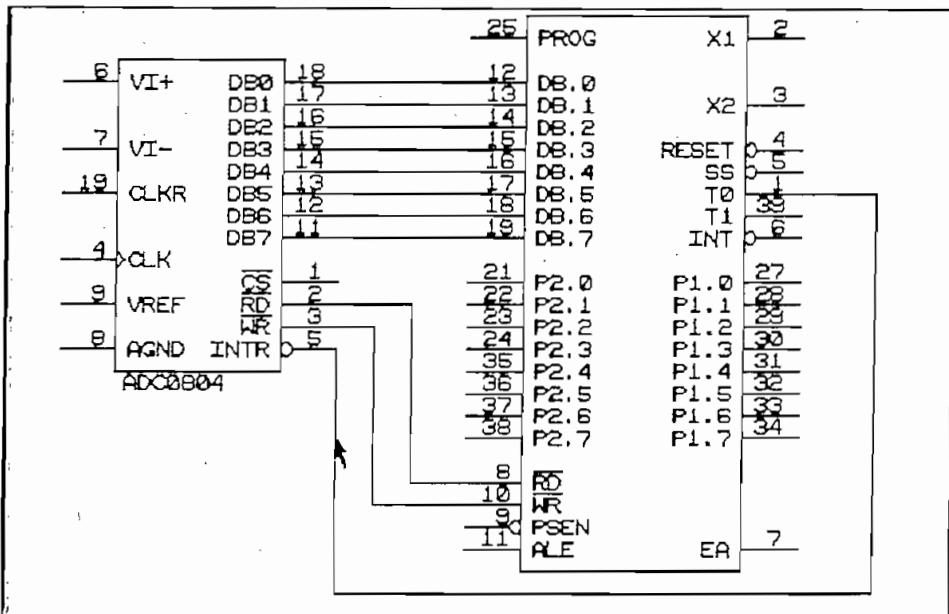 25 PROG X1 2
6 VI+ DB0 18 12 DB.0
DB1 17 13 DB.1 X2 3
DB2 16 14 DB.2
7 VI- DB3 15 15 DB.3 RESET 4
DB4 14 16 DB.4 SS 5
19 CLKR DB5 13 17 DB.5 T0 1
DB6 12 18 DB.6 T1 39
DB7 11 19 DB.7 INT 6
4 CLK
CS 1 21 P2.0 P1.0 27
9 VREF RD 2 22 P2.1 P1.1 28
WR 3 23 P2.2 P1.2 29
8 AGND INTR 5 24 P2.3 P1.3 30
ADC0804 35 P2.4 P1.4 31
36 P2.5 P1.5 32
37 P2.6 P1.6 33
38 P2.7 P1.7 34
8 RD
10 WR
9 PSEN
11 ALE EA 7